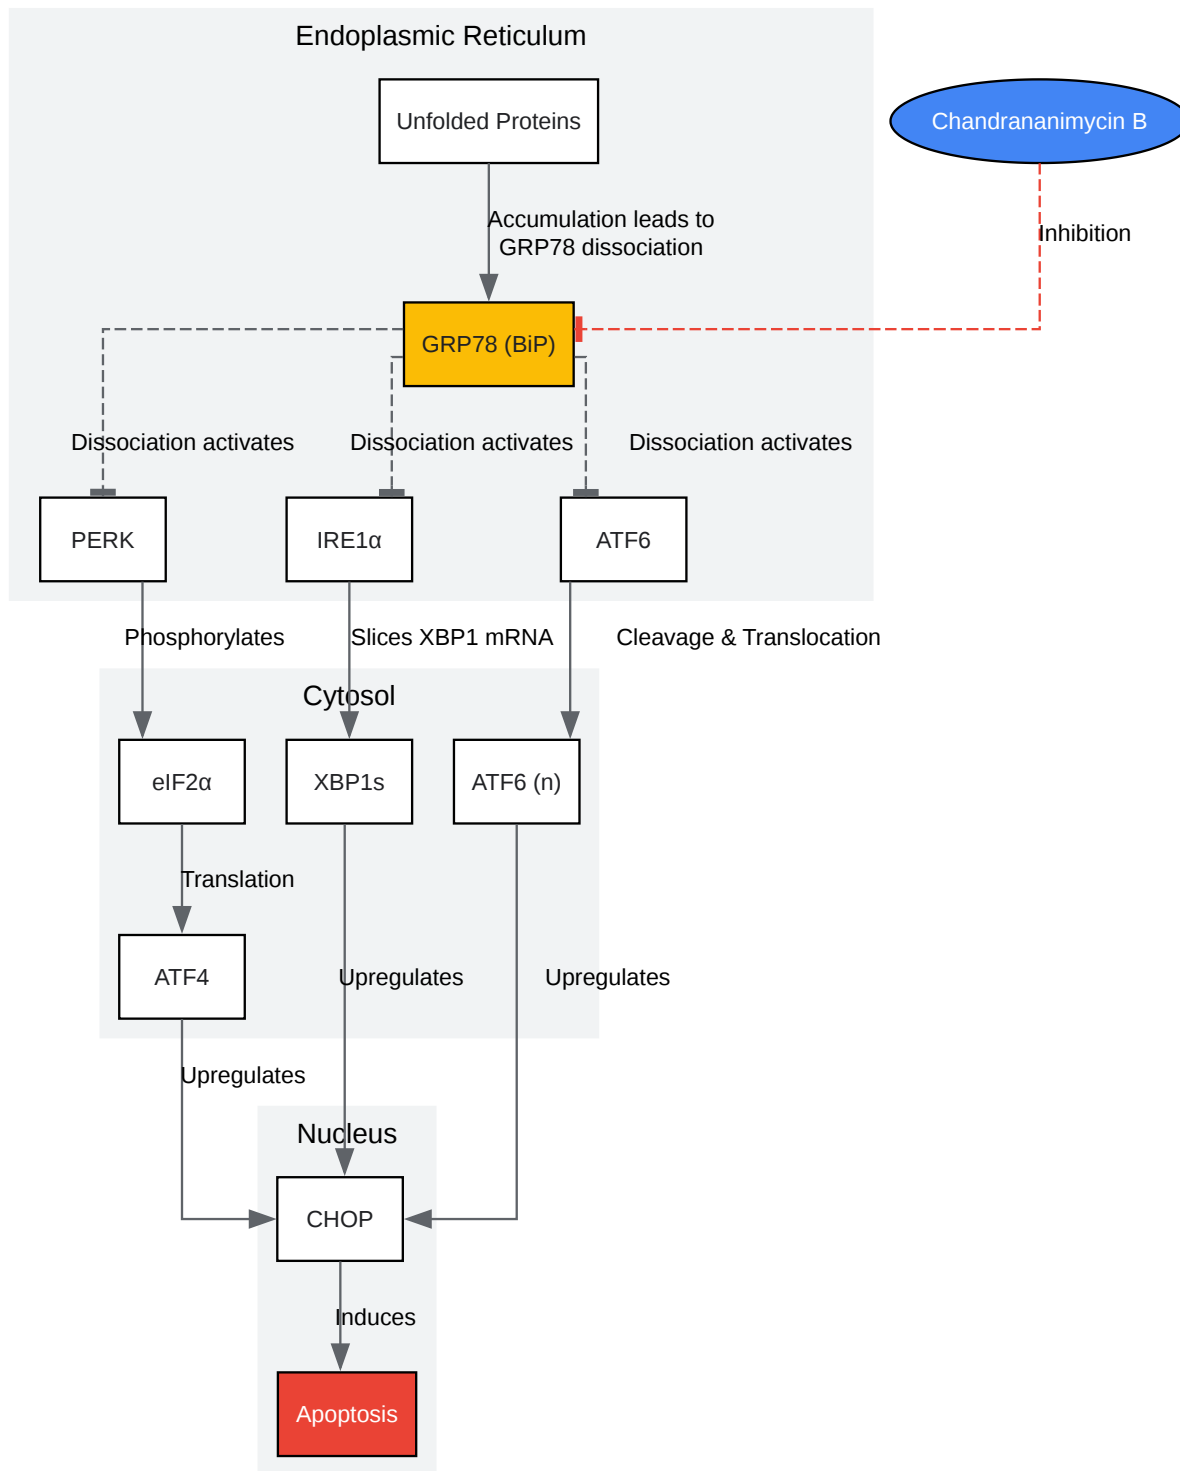 Endoplasmic Reticulum
Unfolded Proteins
Chandrananimycin B
Accumulation leads to
GRP78 dissociation
Inhibition
GRP78 (BiP)
Dissociation activates
Dissociation activates
Dissociation activates
PERK
IRE1α
ATF6
Phosphorylates
Slices XBP1 mRNA
Cleavage & Translocation
Cytosol
eIF2α
XBP1s
ATF6 (n)
Translation
ATF4
Upregulates
Upregulates
Upregulates
Nucleus
CHOP
Induces
Apoptosis